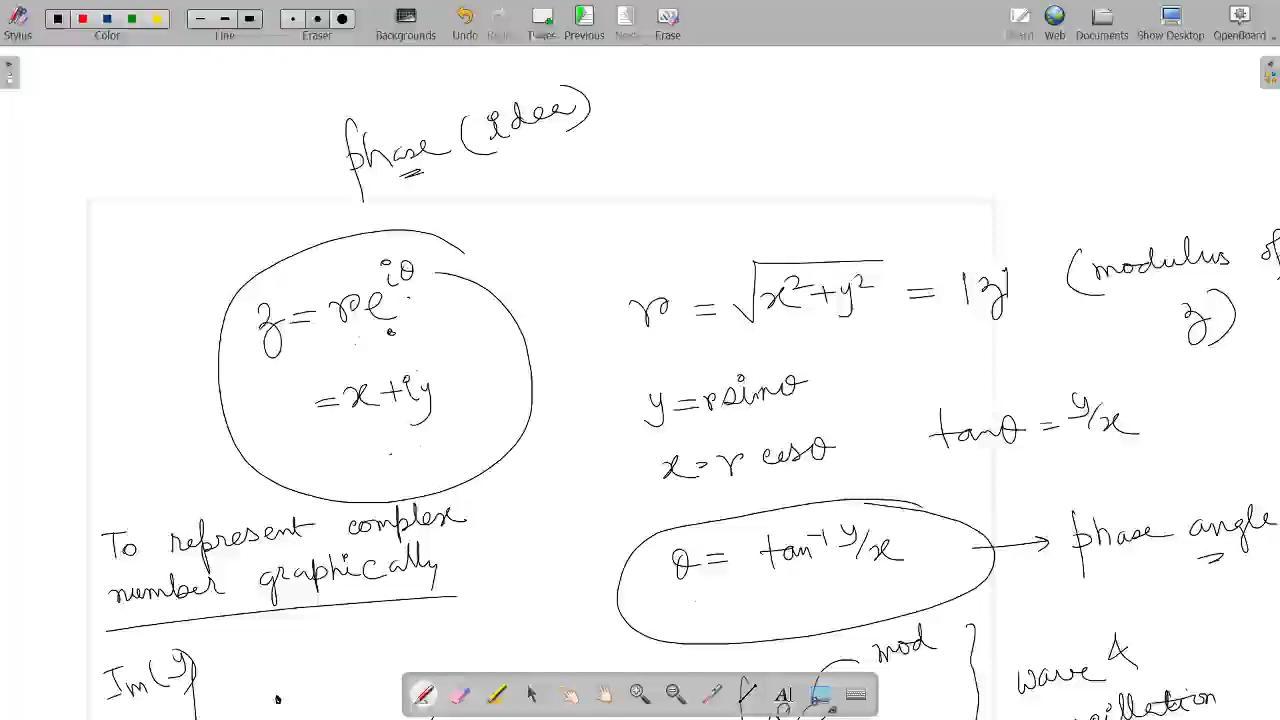 Stylus Color Line Eraser Backgrounds Undo Pages Previous Erase Board Web Documents Show Desktop OpenBoard
phase (idea)
z = re^{iθ}
= x + iy
r = √(x² + y²) = |z| (modulus of z)
y = r sinθ
x = r cosθ
tanθ = y/x
θ = tan⁻¹ y/x → phase angle
To represent complex
number graphically
Im(y)
mod
wave &
AI